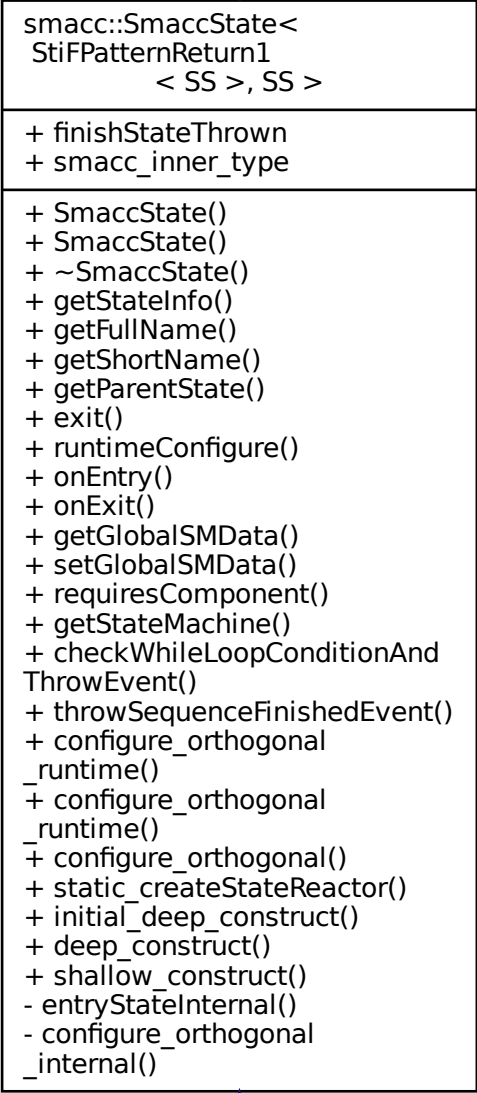 smacc::SmaccState<
StiFPatternReturn1
< SS >, SS >
+ finishStateThrown
+ smacc_inner_type
+ SmaccState()
+ SmaccState()
+ ~SmaccState()
+ getStateInfo()
+ getFullName()
+ getShortName()
+ getParentState()
+ exit()
+ runtimeConfigure()
+ onEntry()
+ onExit()
+ getGlobalSMData()
+ setGlobalSMData()
+ requiresComponent()
+ getStateMachine()
+ checkWhileLoopConditionAnd
ThrowEvent()
+ throwSequenceFinishedEvent()
+ configure_orthogonal
_runtime()
+ configure_orthogonal
_runtime()
+ configure_orthogonal()
+ static_createStateReactor()
+ initial_deep_construct()
+ deep_construct()
+ shallow_construct()
- entryStateInternal()
- configure_orthogonal
_internal()